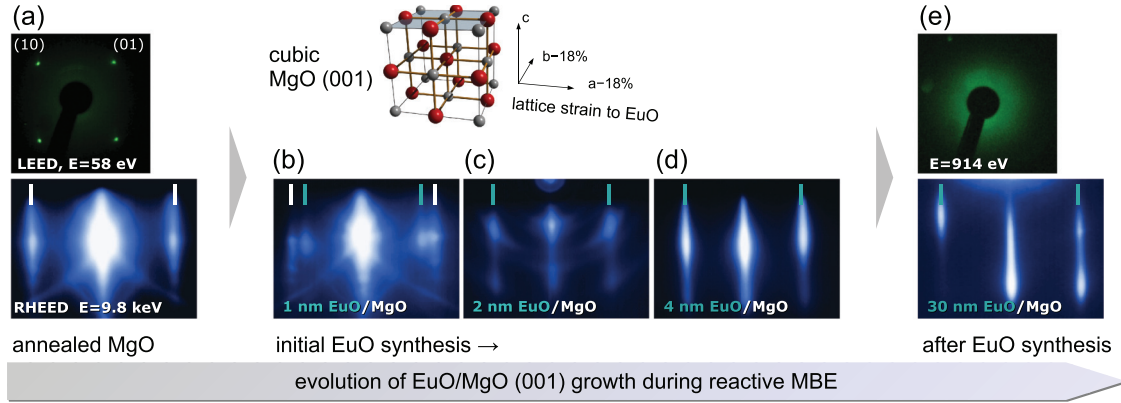 (a)
(10)
(01)
LEED, E=58 eV
RHEED E=9.8 keV
annealed MgO
cubic
MgO (001)
c
b−18%
a−18%
lattice strain to EuO
(b)
1 nm EuO/MgO
(c)
2 nm EuO/MgO
(d)
4 nm EuO/MgO
initial EuO synthesis →
(e)
E=914 eV
30 nm EuO/MgO
after EuO synthesis
evolution of EuO/MgO (001) growth during reactive MBE